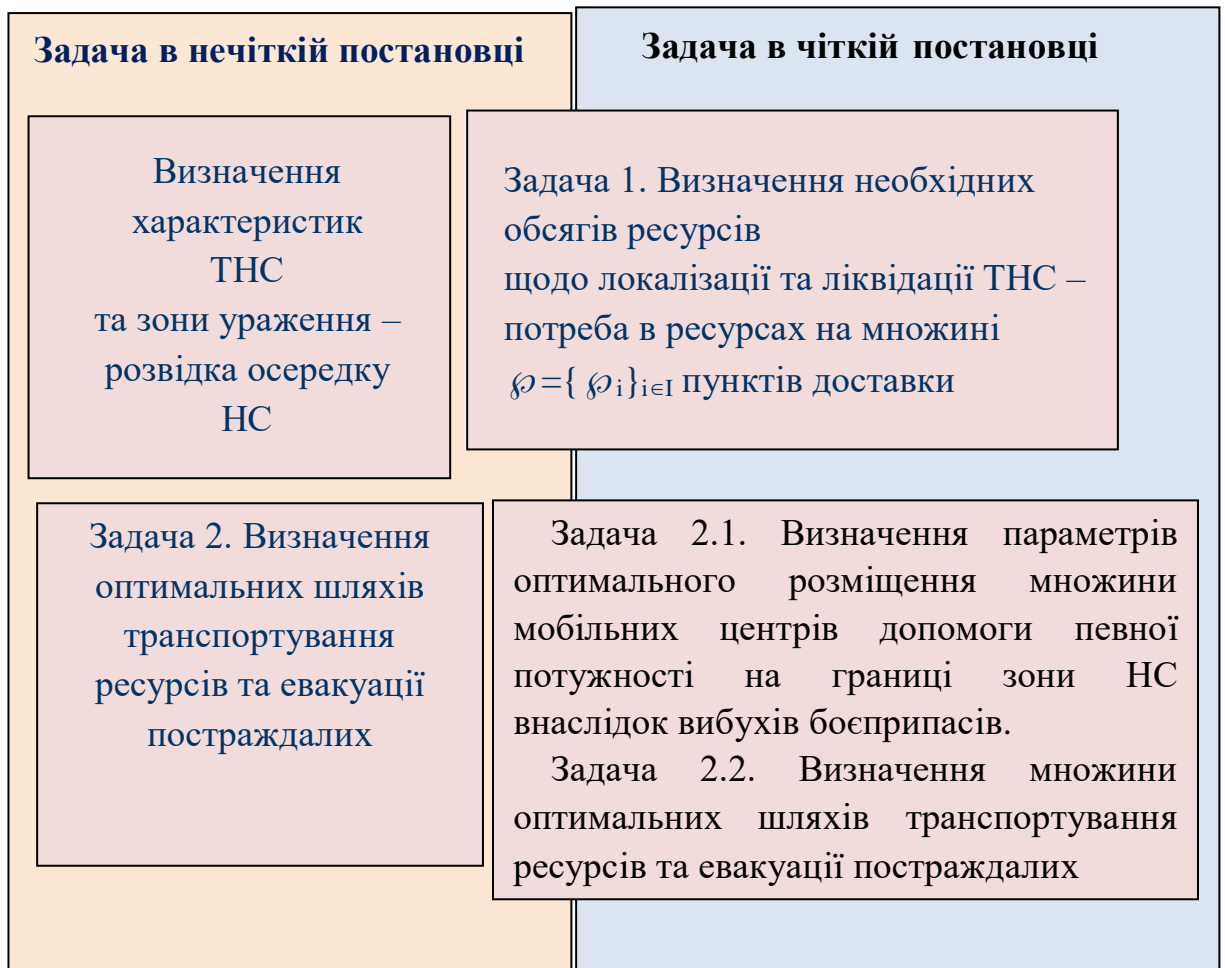 Задача в нечіткій постановці
Задача в чіткій постановці
Визначення
характеристик
ТНС
та зони ураження –
розвідка осередку
НС
Задача 1. Визначення необхідних
обсягів ресурсів
щодо локалізації та ліквідації ТНС –
потреба в ресурсах на множині
℘={ ℘i}i∈I пунктів доставки
Задача 2. Визначення
оптимальних шляхів
транспортування
ресурсів та евакуації
постраждалих
Задача 2.1. Визначення параметрів
оптимального розміщення множини
мобільних центрів допомоги певної
потужності на границі зони НС
внаслідок вибухів боєприпасів.
Задача 2.2. Визначення множини
оптимальних шляхів транспортування
ресурсів та евакуації постраждалих